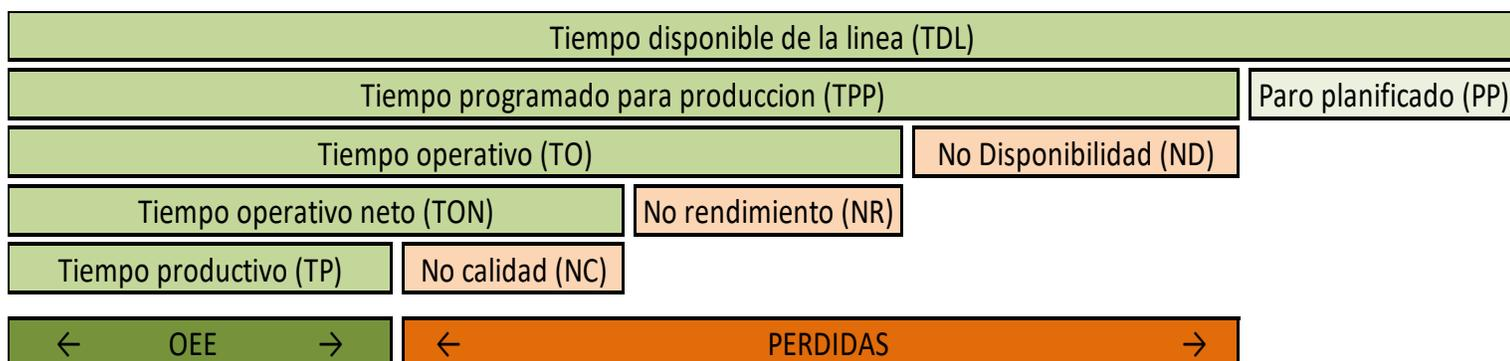 Tiempo disponible de la linea (TDL)
Tiempo programado para produccion (TPP) Paro planificado (PP)
Tiempo operativo (TO) No Disponibilidad (ND)
Tiempo operativo neto (TON) No rendimiento (NR)
Tiempo productivo (TP) No calidad (NC)
← OEE → ← PERDIDAS →